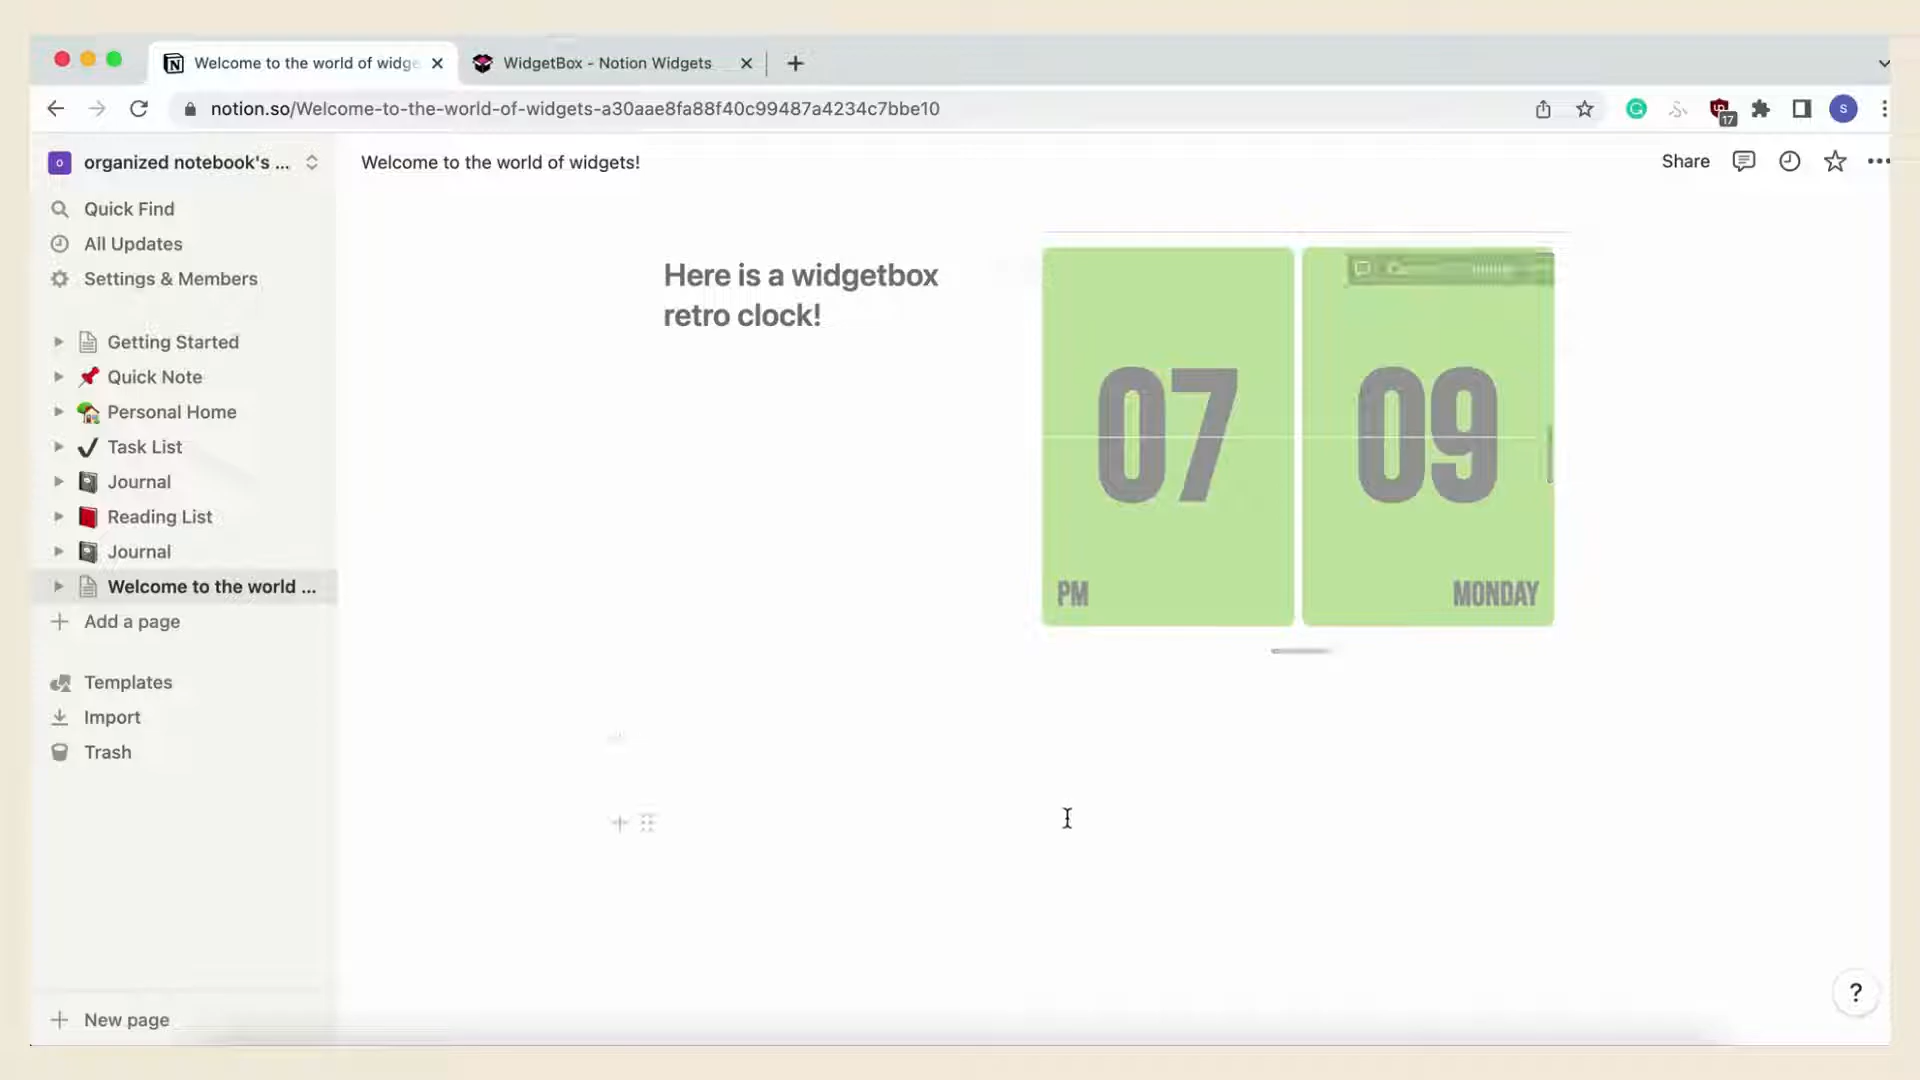 Welcome to the world of widge
WidgetBox - Notion Widgets
notion.so/Welcome-to-the-world-of-widgets-a30aae8fa88f40c99487a4234c7bbe10
17
S
o
organized notebook's ...
Welcome to the world of widgets!
Share
Quick Find
All Updates
Settings & Members
Getting Started
Quick Note
Personal Home
Task List
Journal
Reading List
Journal
Welcome to the world ...
Add a page
Templates
Import
Trash
New page
Here is a widgetbox
retro clock!
07
09
PM
MONDAY
?